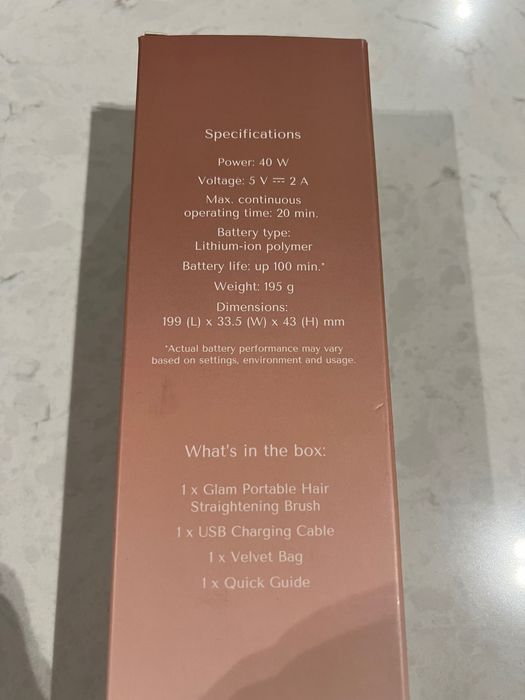 Specifications
Power: 40 W
Voltage: 5 V ⎓ 2 A
Max. continuous
operating time: 20 min.
Battery type:
Lithium-ion polymer
Battery life: up 100 min.*
Weight: 195 g
Dimensions:
199 (L) x 33.5 (W) x 43 (H) mm
*Actual battery performance may vary
based on settings, environment and usage.
What's in the box:
1 x Glam Portable Hair
Straightening Brush
1 x USB Charging Cable
1 x Velvet Bag
1 x Quick Guide